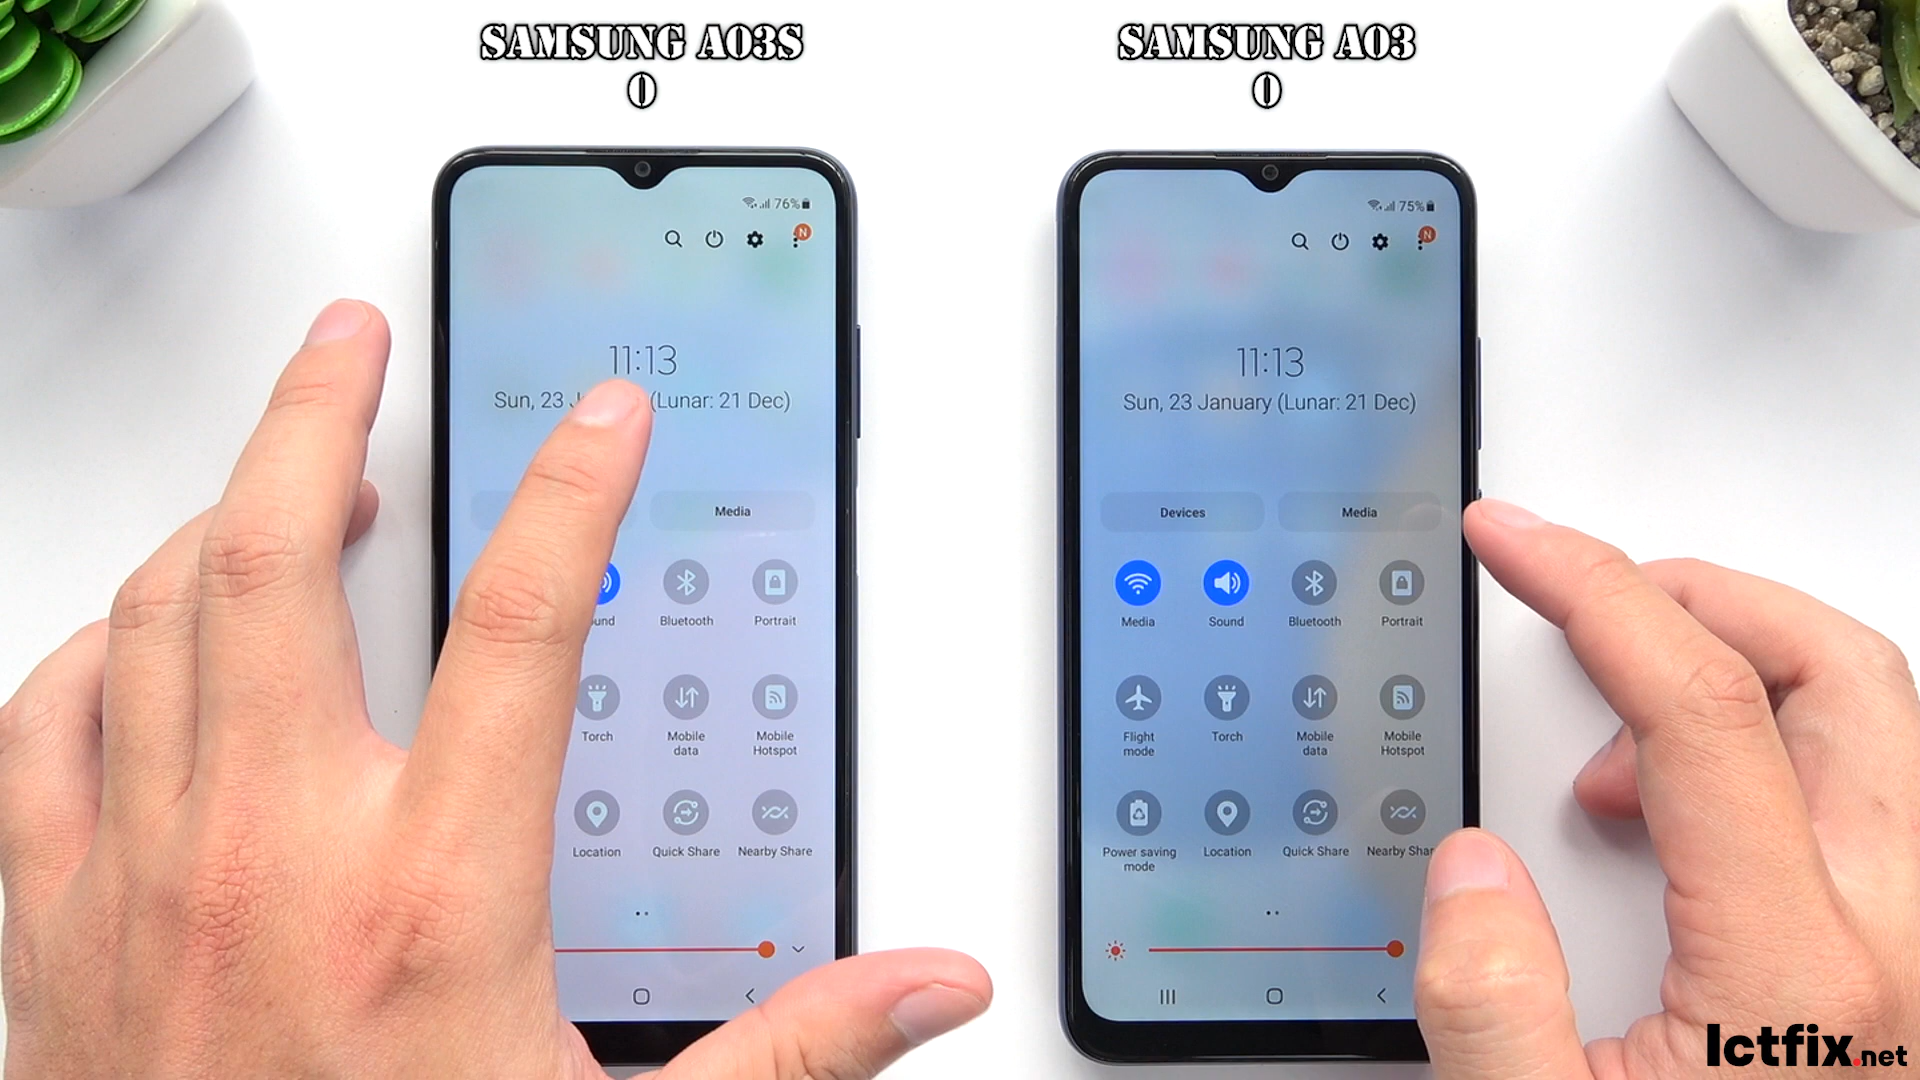 SAMSUNG A03S
0
SAMSUNG A03
0
76%
N
11:13
Sun, 23 J (Lunar: 21 Dec)
Media
und
Bluetooth
Portrait
Torch
Mobile
data
Mobile
Hotspot
Location
Quick Share
Nearby Share
75%
N
11:13
Sun, 23 January (Lunar: 21 Dec)
Devices
Media
Media
Sound
Bluetooth
Portrait
Flight
mode
Torch
Mobile
data
Mobile
Hotspot
Power saving
mode
Location
Quick Share
Nearby Shar
Ictfix.net